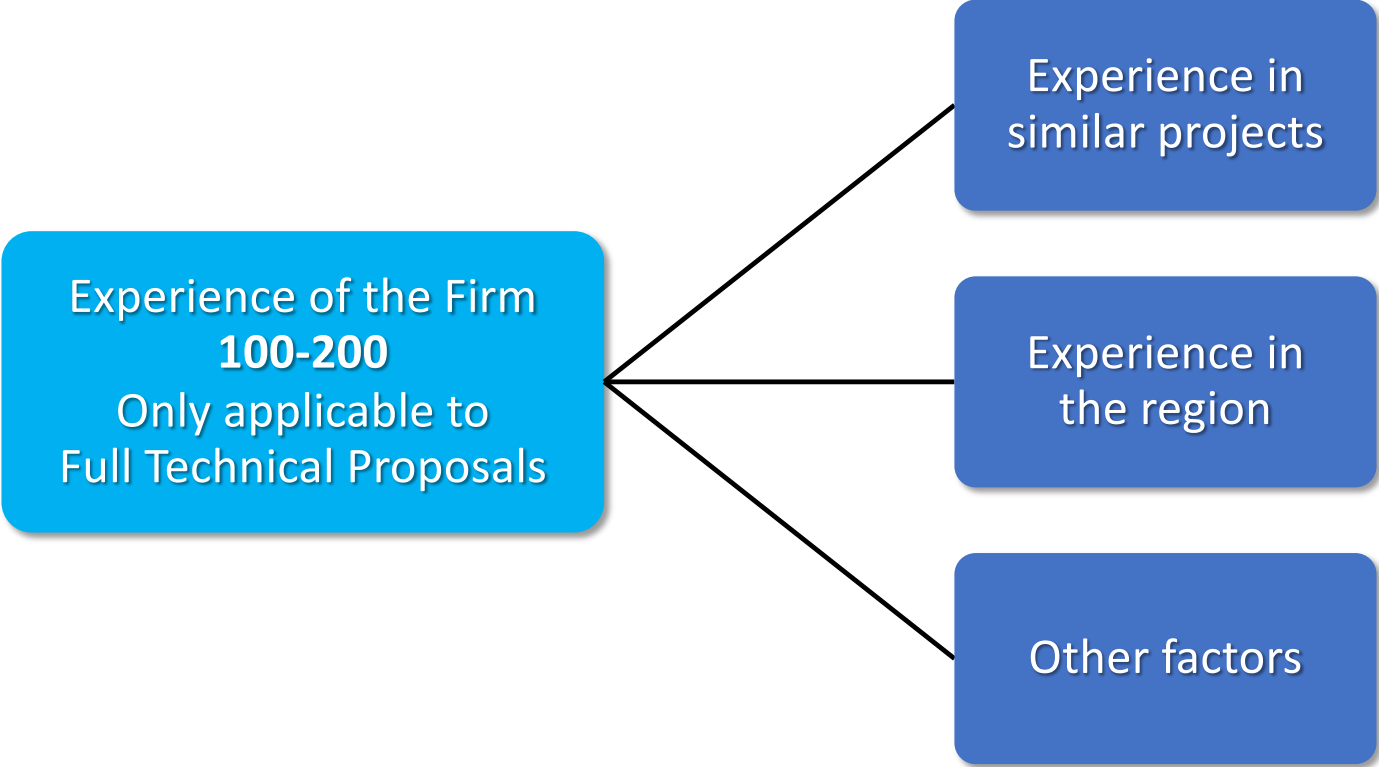 Experience of the Firm
100-200
Only applicable to
Full Technical Proposals
Experience in
similar projects
Experience in
the region
Other factors